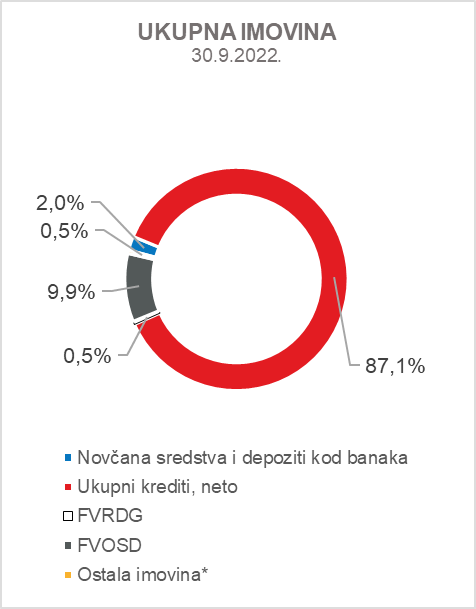 UKUPNA IMOVINA
30.9.2022.
2,0%
0,5%
9,9%
0,5%
87,1%
Novčana sredstva i depoziti kod banaka
Ukupni krediti, neto
FVRDG
FVOSD
Ostala imovina*